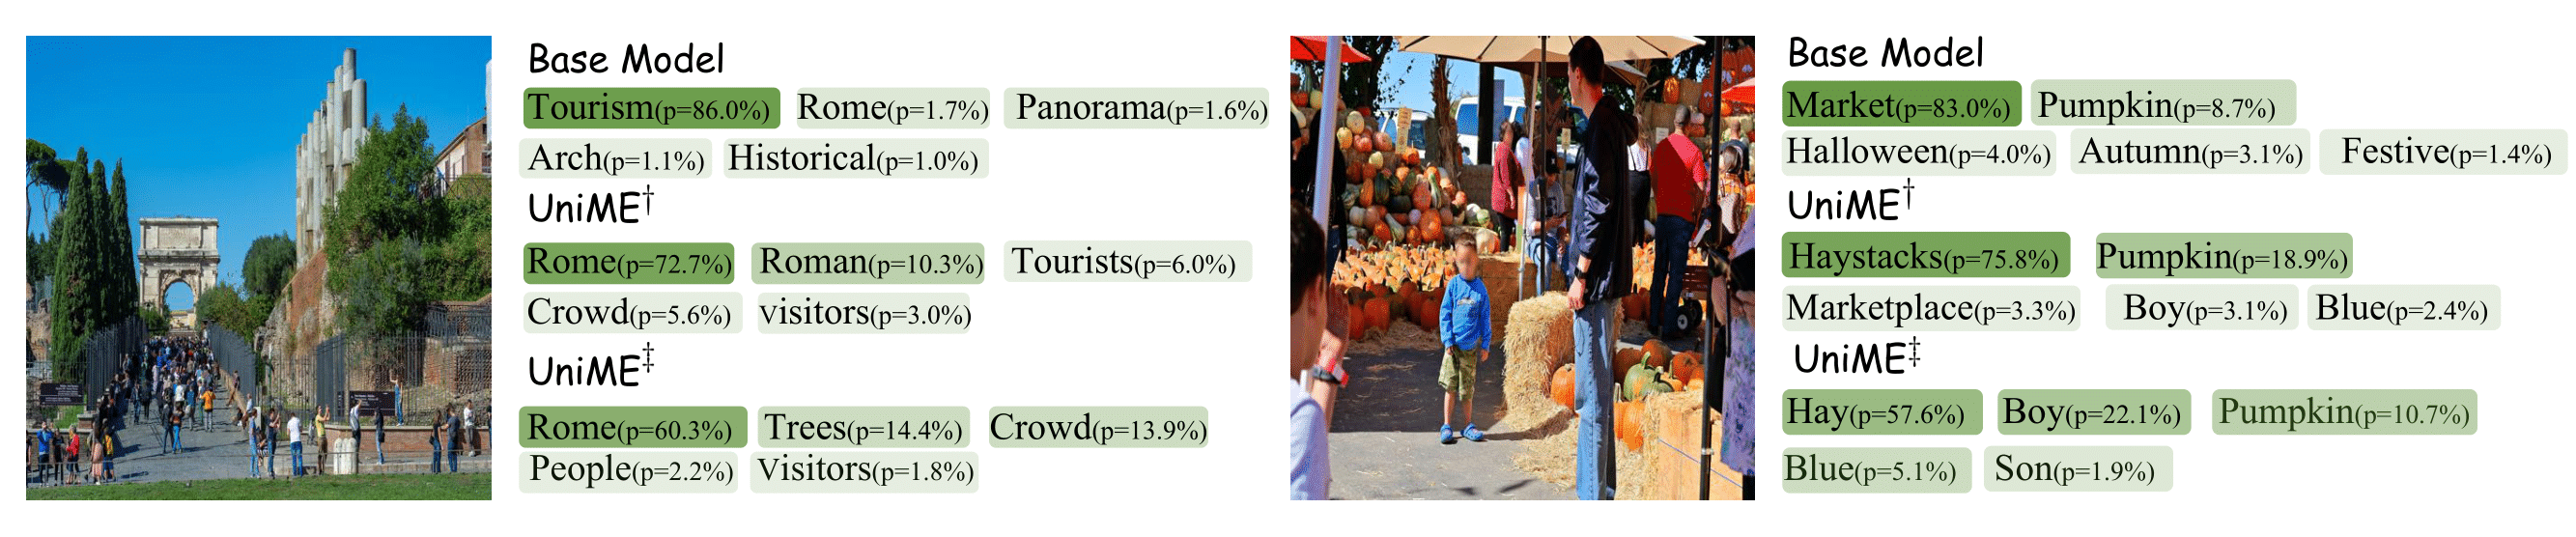 Base Model
Tourism(p=86.0%) Rome(p=1.7%) Panorama(p=1.6%)
Arch(p=1.1%) Historical(p=1.0%)
UniME†
Rome(p=72.7%) Roman(p=10.3%) Tourists(p=6.0%)
Crowd(p=5.6%) visitors(p=3.0%)
UniME‡
Rome(p=60.3%) Trees(p=14.4%) Crowd(p=13.9%)
People(p=2.2%) Visitors(p=1.8%)
Base Model
Market(p=83.0%) Pumpkin(p=8.7%)
Halloween(p=4.0%) Autumn(p=3.1%) Festive(p=1.4%)
UniME†
Haystacks(p=75.8%) Pumpkin(p=18.9%)
Marketplace(p=3.3%) Boy(p=3.1%) Blue(p=2.4%)
UniME‡
Hay(p=57.6%) Boy(p=22.1%) Pumpkin(p=10.7%)
Blue(p=5.1%) Son(p=1.9%)